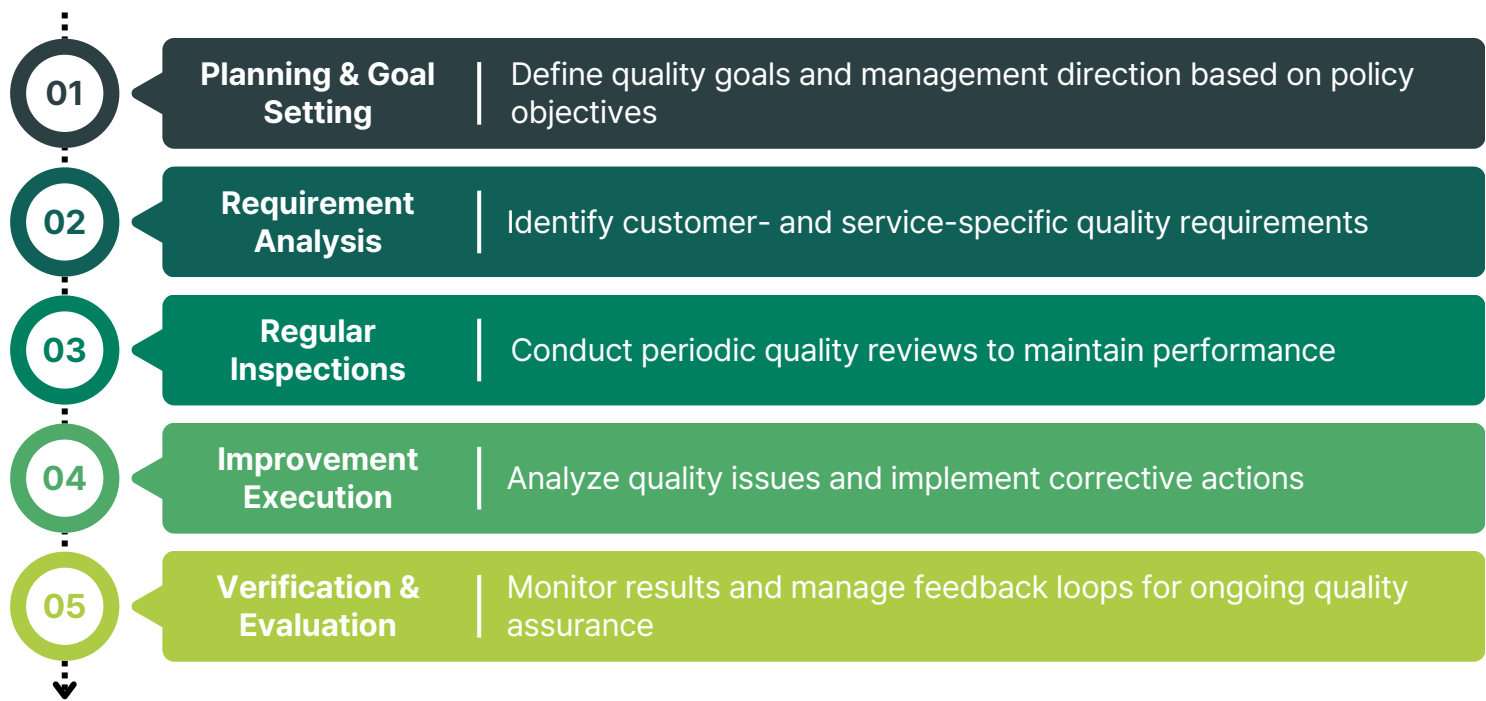 01
Planning & Goal
Setting
Define quality goals and management direction based on policy
objectives
02
Requirement
Analysis
Identify customer- and service-specific quality requirements
03
Regular
Inspections
Conduct periodic quality reviews to maintain performance
04
Improvement
Execution
Analyze quality issues and implement corrective actions
05
Verification &
Evaluation
Monitor results and manage feedback loops for ongoing quality
assurance